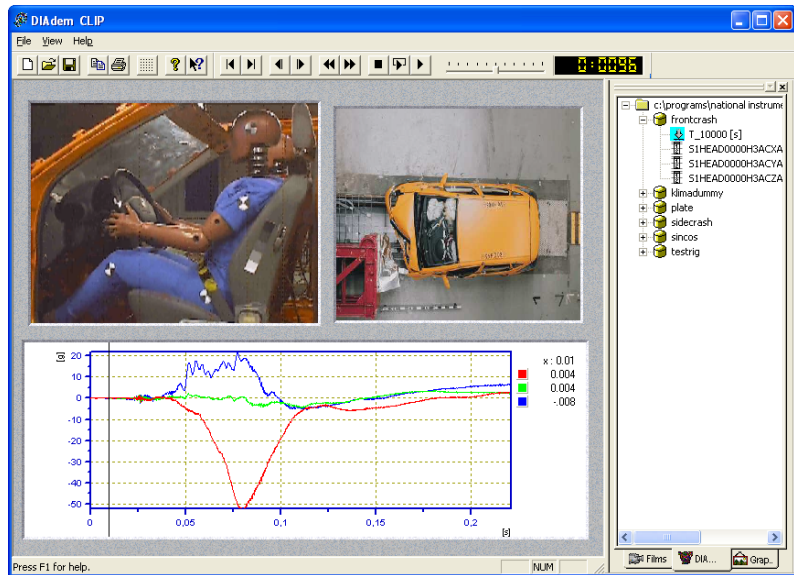 DIAdem CLIP
File View Help
0:0096
c:\programs\national instrume
frontcrash
T_10000 [s]
S1HEAD0000H3ACXA
S1HEAD0000H3ACYA
S1HEAD0000H3ACZA
klimadummy
plate
sidecrash
sincos
testrig
[g]
20
10
0
-10
-20
-30
-40
-50
0 0,05 0,1 0,15 0,2
[s]
x : 0.01
0.004
0.004
-.008
Films DIA... Grap..
Press F1 for help. NUM